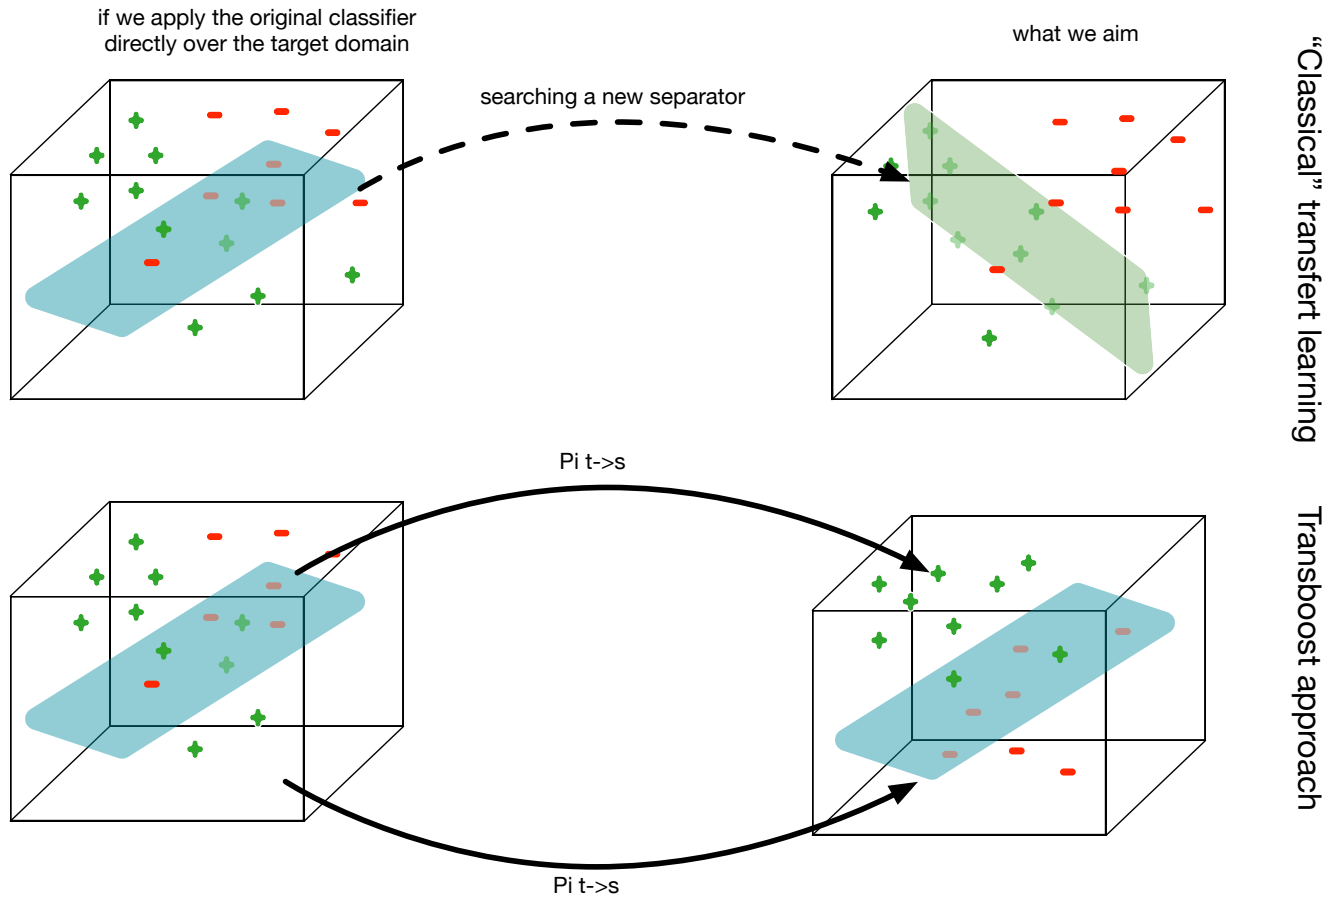 if we apply the original classifier
directly over the target domain
what we aim
searching a new separator
“Classical” transfert learning
Pi t->s
Transboost approach
Pi t->s